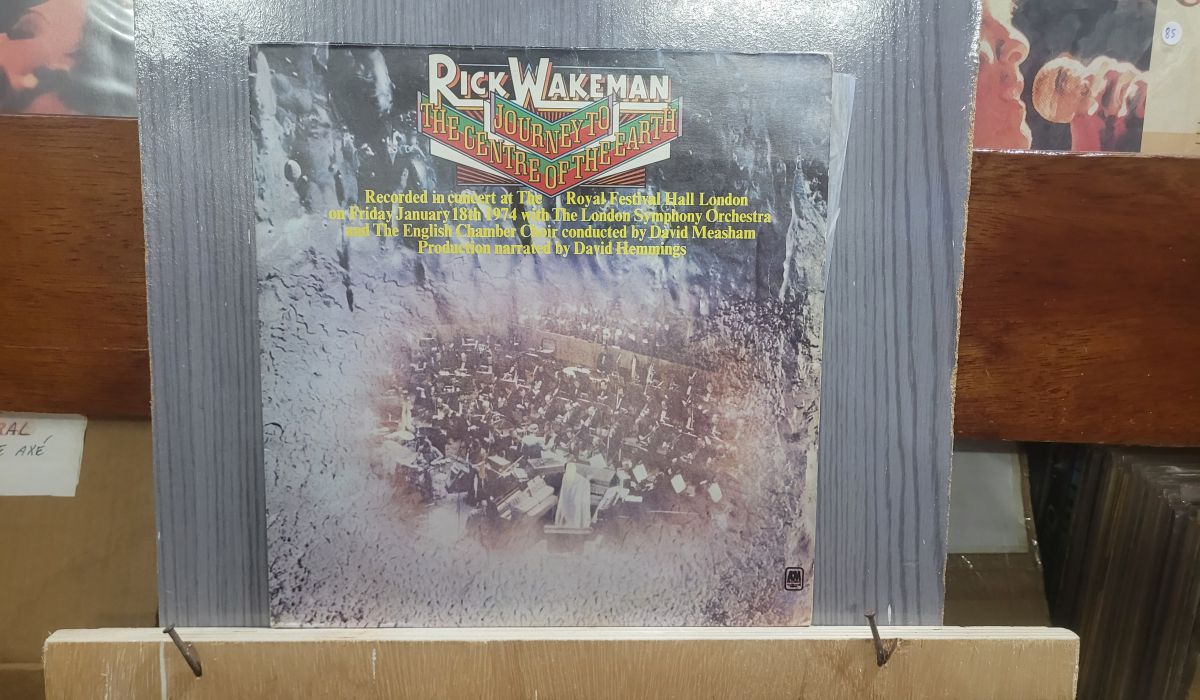 RICK WAKEMAN
JOURNEY TO
THE CENTRE OF THE EARTH
Recorded in concert at The Royal Festival Hall London
on Friday January 18th 1974 with The London Symphony Orchestra
and The English Chamber Choir conducted by David Measham
Production narrated by David Hemmings
A&M
85
RAL
E AXÉ